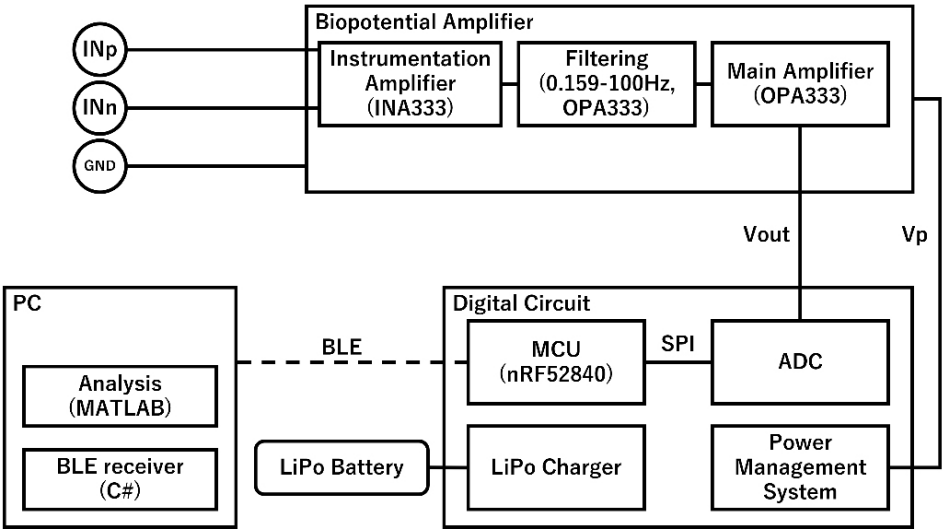 Biopotential Amplifier
INp
INn
GND
Instrumentation
Amplifier
(INA333)
Filtering
(0.159-100Hz,
OPA333)
Main Amplifier
(OPA333)
Vout
Vp
PC
Analysis
(MATLAB)
BLE receiver
(C#)
BLE
LiPo Battery
Digital Circuit
MCU
(nRF52840)
SPI
ADC
LiPo Charger
Power
Management
System